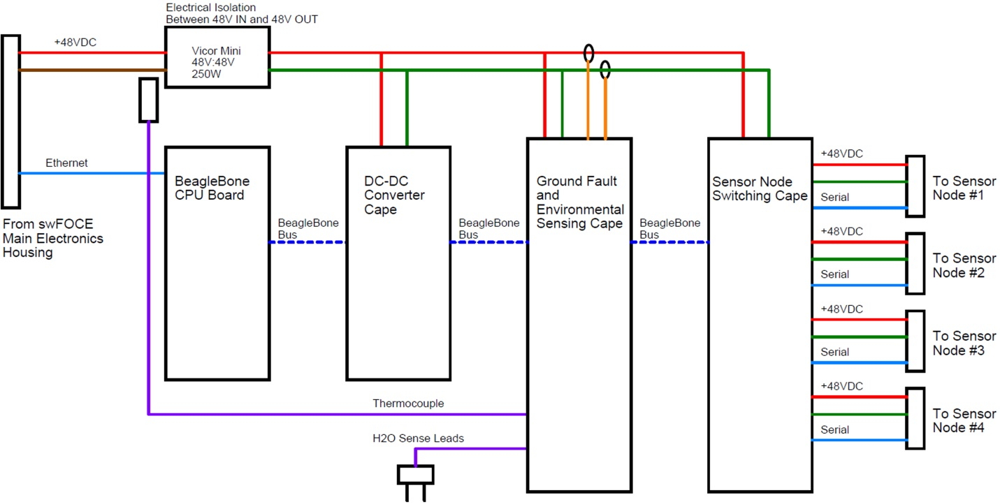 Electrical Isolation
Between 48V IN and 48V OUT
+48VDC
Vicor Mini
48V:48V
250W
Ethernet
From swFOCE
Main Electronics
Housing
BeagleBone
CPU Board
BeagleBone
Bus
DC-DC
Converter
Cape
BeagleBone
Bus
Ground Fault
and
Environmental
Sensing Cape
BeagleBone
Bus
Sensor Node
Switching Cape
Thermocouple
H2O Sense Leads
+48VDC
Serial
To Sensor
Node #1
+48VDC
Serial
To Sensor
Node #2
+48VDC
Serial
To Sensor
Node #3
+48VDC
Serial
To Sensor
Node #4